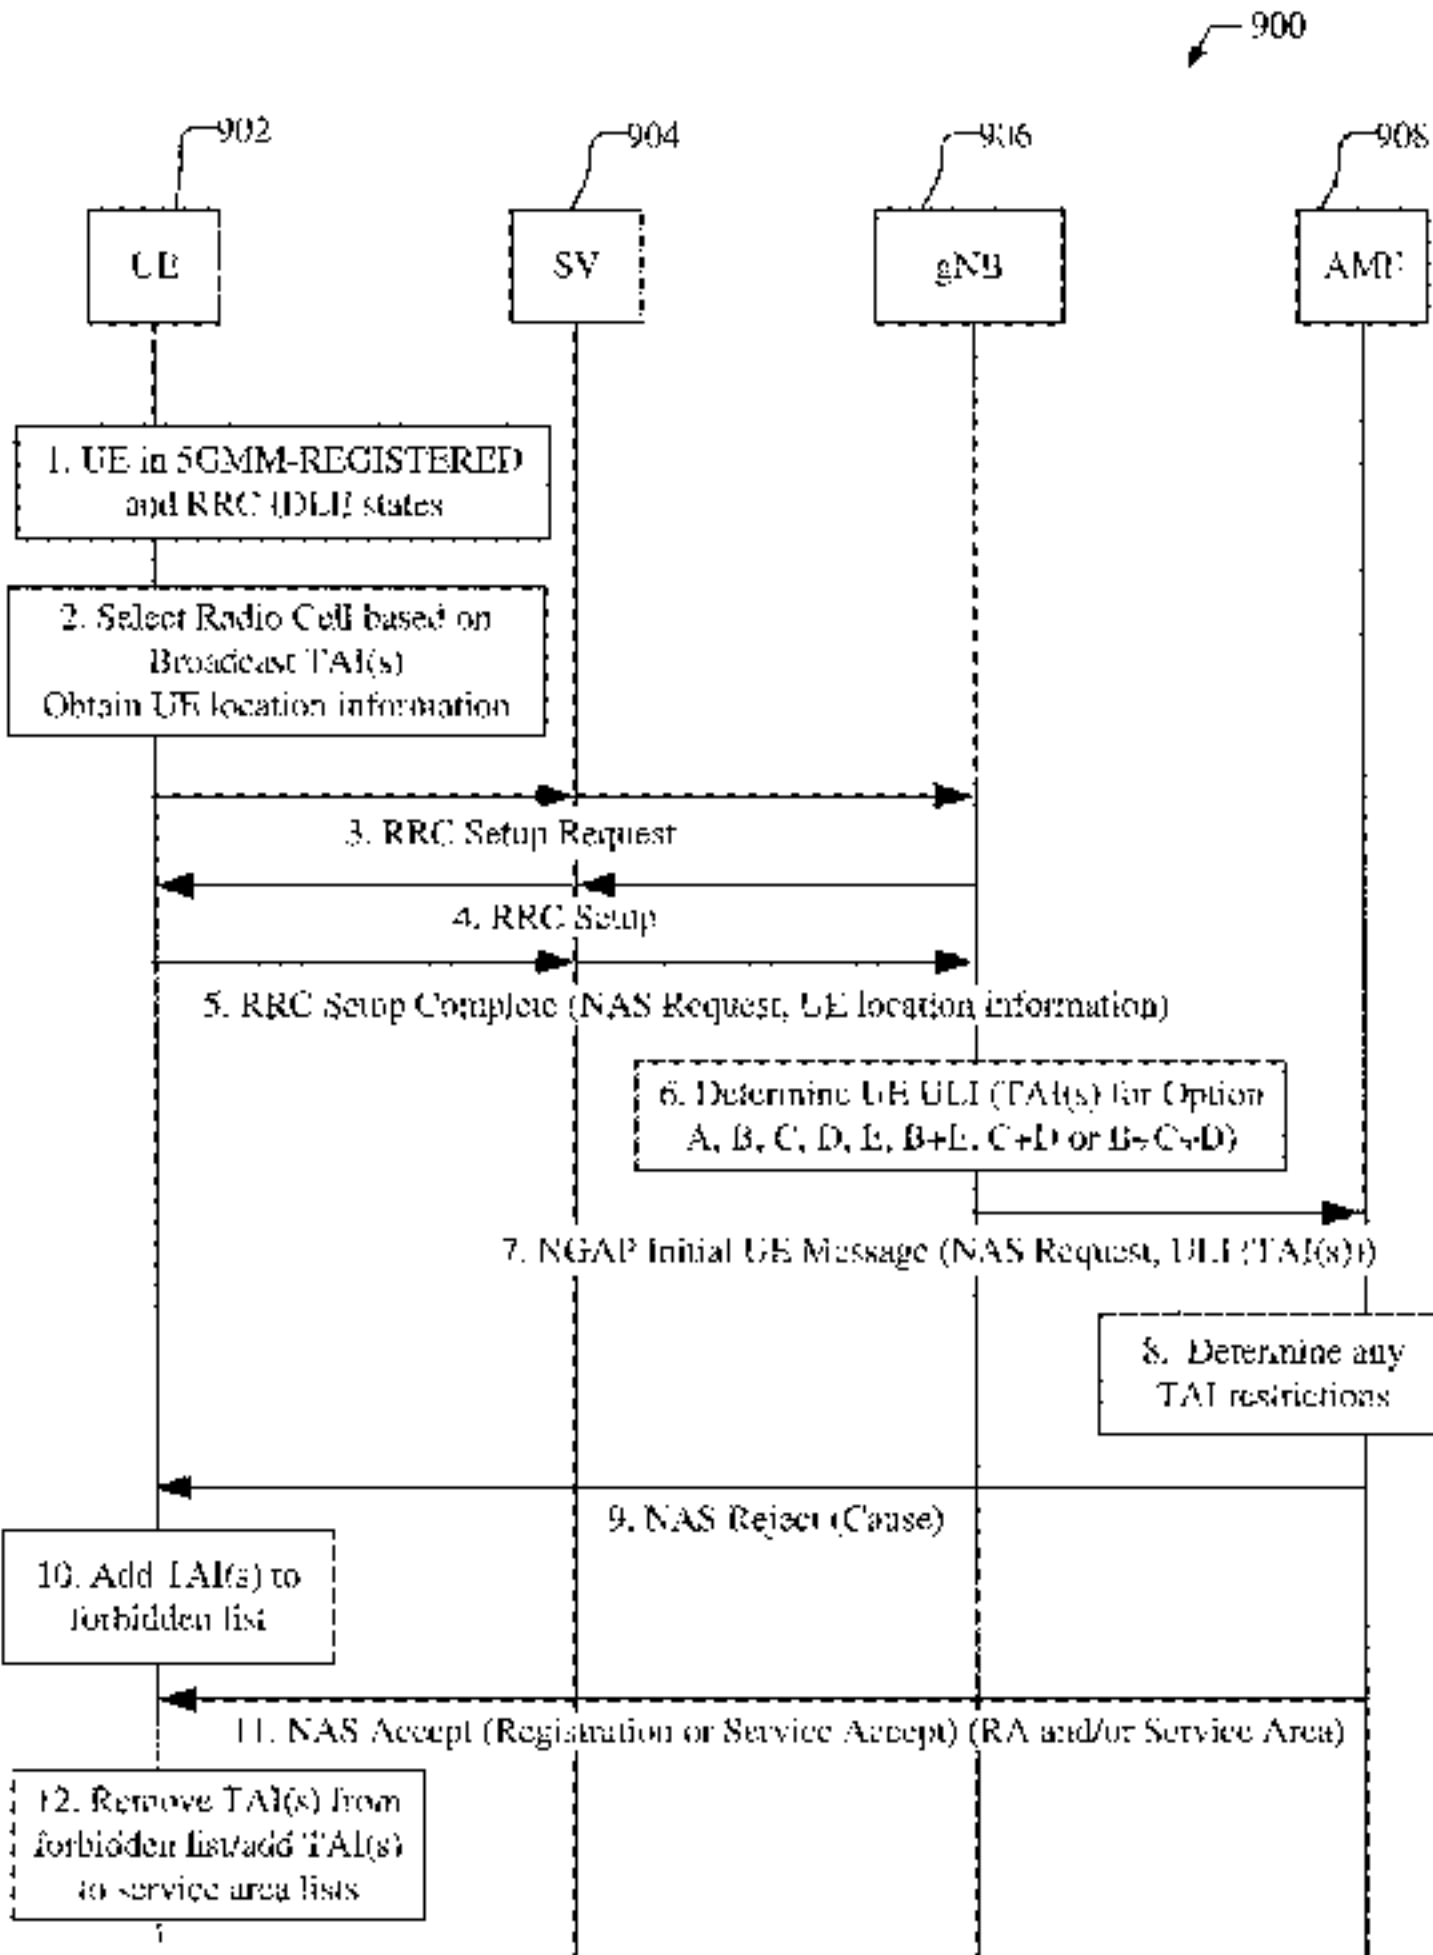 900
902
904
906
908
UE
SV
gNB
AMF
1. UE in 5GMM-REGISTERED
and RRC IDLE states
2. Select Radio Cell based on
Broadcast TAI(s)
Obtain UE location information
3. RRC Setup Request
4. RRC Setup
5. RRC Setup Complete (NAS Request, UE location information)
6. Determine UE ULI (TAI(s) for Option
A, B, C, D, E, B+E, C+D or B+C+D)
7. NGAP Initial UE Message (NAS Request, ULI (TAI(s)))
8. Determine any
TAI restrictions
9. NAS Reject (Cause)
10. Add TAI(s) to
forbidden list
11. NAS Accept (Registration or Service Accept) (RA and/or Service Area)
12. Remove TAI(s) from
forbidden list/add TAI(s)
to service area lists